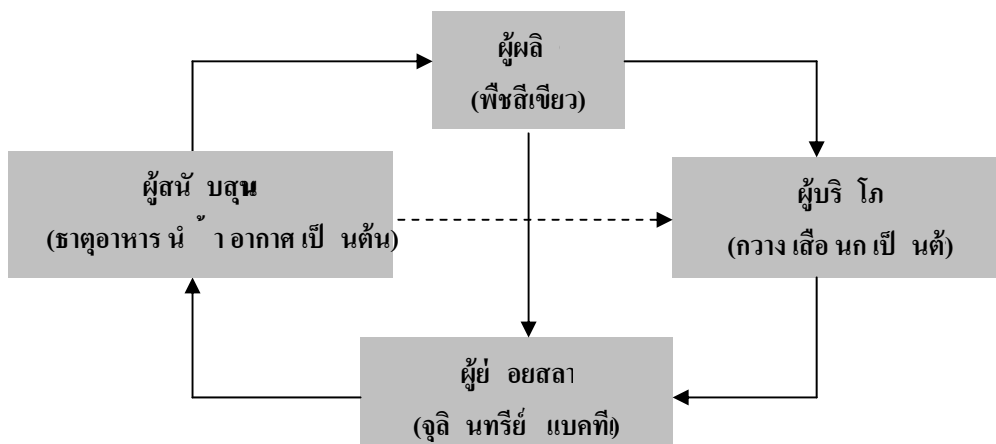 ผู้ผลิ
(พืชสีเขียว)
ผู้สนั บสุน
(ธาตุอาหาร นํ ้ า อากาศ เป็ นต้น)
ผู้บริ โภ
(กวาง เสือ นก เป็ นต้)
ผู้ย่ อยสลา
(จุลิ นทรีย์ แบคที)